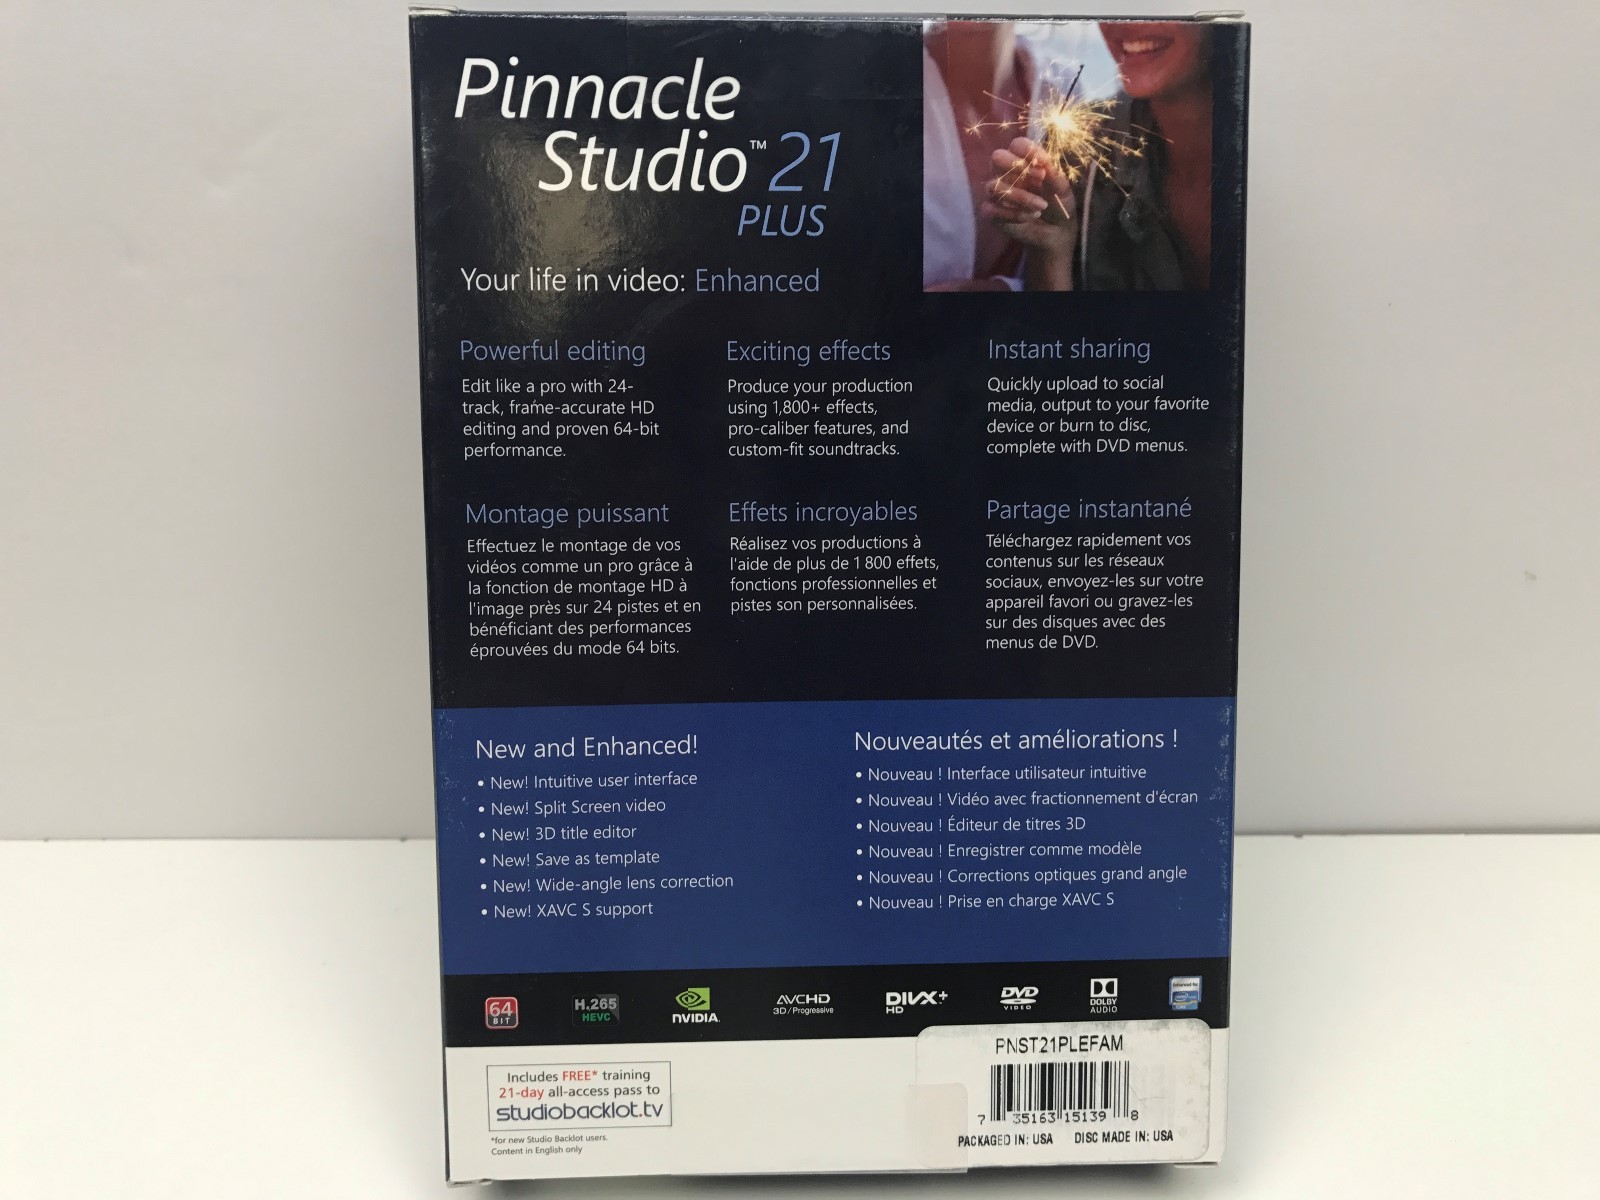 Pinnacle
Studio™ 21
PLUS
Your life in video: Enhanced
Powerful editing
Edit like a pro with 24-
track, frame-accurate HD
editing and proven 64-bit
performance.
Exciting effects
Produce your production
using 1,800+ effects,
pro-caliber features, and
custom-fit soundtracks.
Instant sharing
Quickly upload to social
media, output to your favorite
device or burn to disc,
complete with DVD menus.
Montage puissant
Effectuez le montage de vos
vidéos comme un pro grâce à
la fonction de montage HD à
l'image près sur 24 pistes et en
bénéficiant des performances
éprouvées du mode 64 bits.
Effets incroyables
Réalisez vos productions à
l'aide de plus de 1 800 effets,
fonctions professionnelles et
pistes son personnalisées.
Partage instantané
Téléchargez rapidement vos
contenus sur les réseaux
sociaux, envoyez-les sur votre
appareil favori ou gravez-les
sur des disques avec des
menus de DVD.
New and Enhanced!
• New! Intuitive user interface
• New! Split Screen video
• New! 3D title editor
• New! Save as template
• New! Wide-angle lens correction
• New! XAVC S support
Nouveautés et améliorations !
• Nouveau ! Interface utilisateur intuitive
• Nouveau ! Vidéo avec fractionnement d'écran
• Nouveau ! Éditeur de titres 3D
• Nouveau ! Enregistrer comme modèle
• Nouveau ! Corrections optiques grand angle
• Nouveau ! Prise en charge XAVC S
64
BIT
H.265
HEVC
NVIDIA.
AVCHD
3D/Progressive
DIVX+
HD
DVD
VIDEO
DOLBY
AUDIO
Enhanced for
Includes FREE* training
21-day all-access pass to
studiobacklot.tv
*for new Studio Backlot users.
Content in English only
PNST21PLEFAM
7 35163 15139 8
PACKAGED IN: USA DISC MADE IN: USA